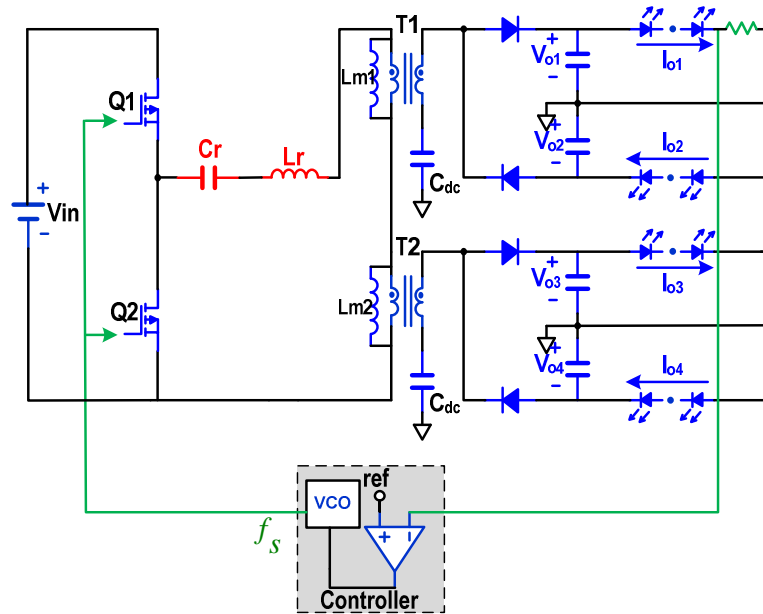 T1
Q1
Lm1
Vo1
+
−
Io1
Vo2
+
−
Io2
Cr
Lr
Cdc
+
Vin
−
T2
Q2
Lm2
Vo3
+
−
Io3
Vo4
+
−
Io4
Cdc
ref
VCO
fs
+
−
Controller